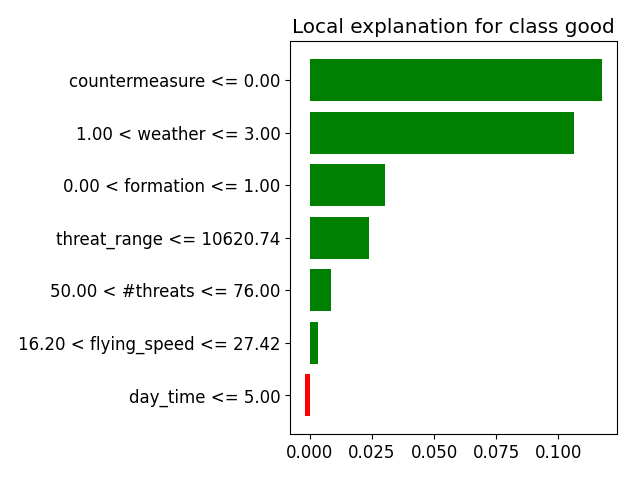 Local explanation for class good
countermeasure <= 0.00
1.00 < weather <= 3.00
0.00 < formation <= 1.00
threat_range <= 10620.74
50.00 < #threats <= 76.00
16.20 < flying_speed <= 27.42
day_time <= 5.00
0.000 0.025 0.050 0.075 0.100